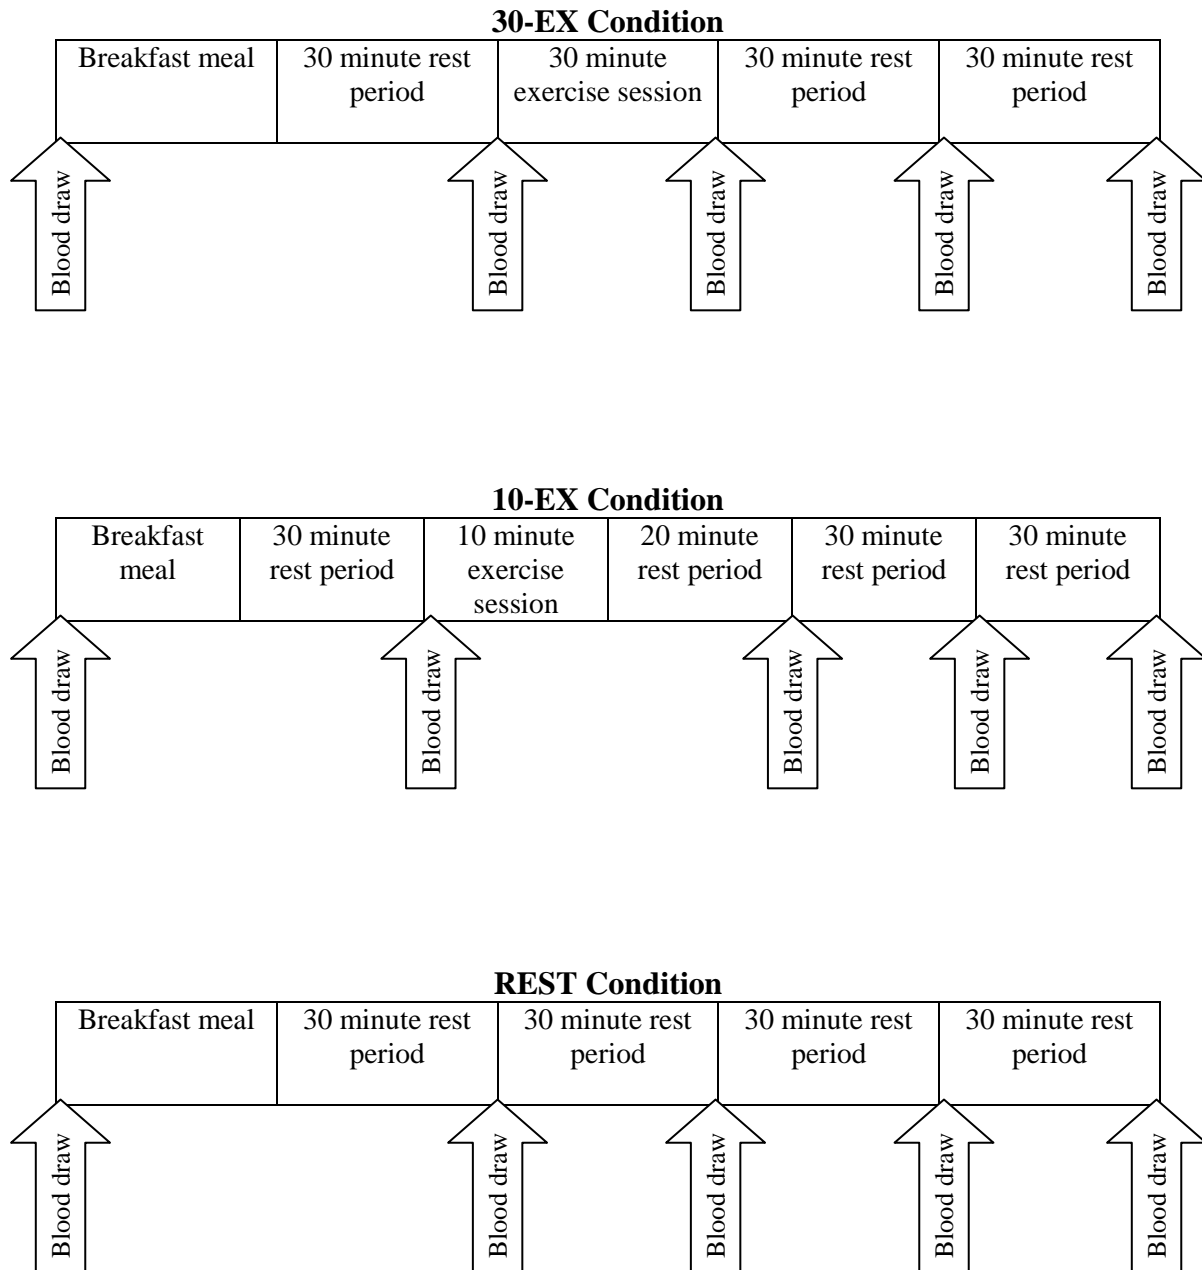 30-EX Condition
Breakfast meal
30 minute rest
period
30 minute
exercise session
30 minute rest
period
30 minute rest
period
Blood draw
Blood draw
Blood draw
Blood draw
Blood draw
10-EX Condition
Breakfast
meal
30 minute
rest period
10 minute
exercise
session
20 minute
rest period
30 minute
rest period
30 minute
rest period
Blood draw
Blood draw
Blood draw
Blood draw
Blood draw
REST Condition
Breakfast meal
30 minute rest
period
30 minute rest
period
30 minute rest
period
30 minute rest
period
Blood draw
Blood draw
Blood draw
Blood draw
Blood draw